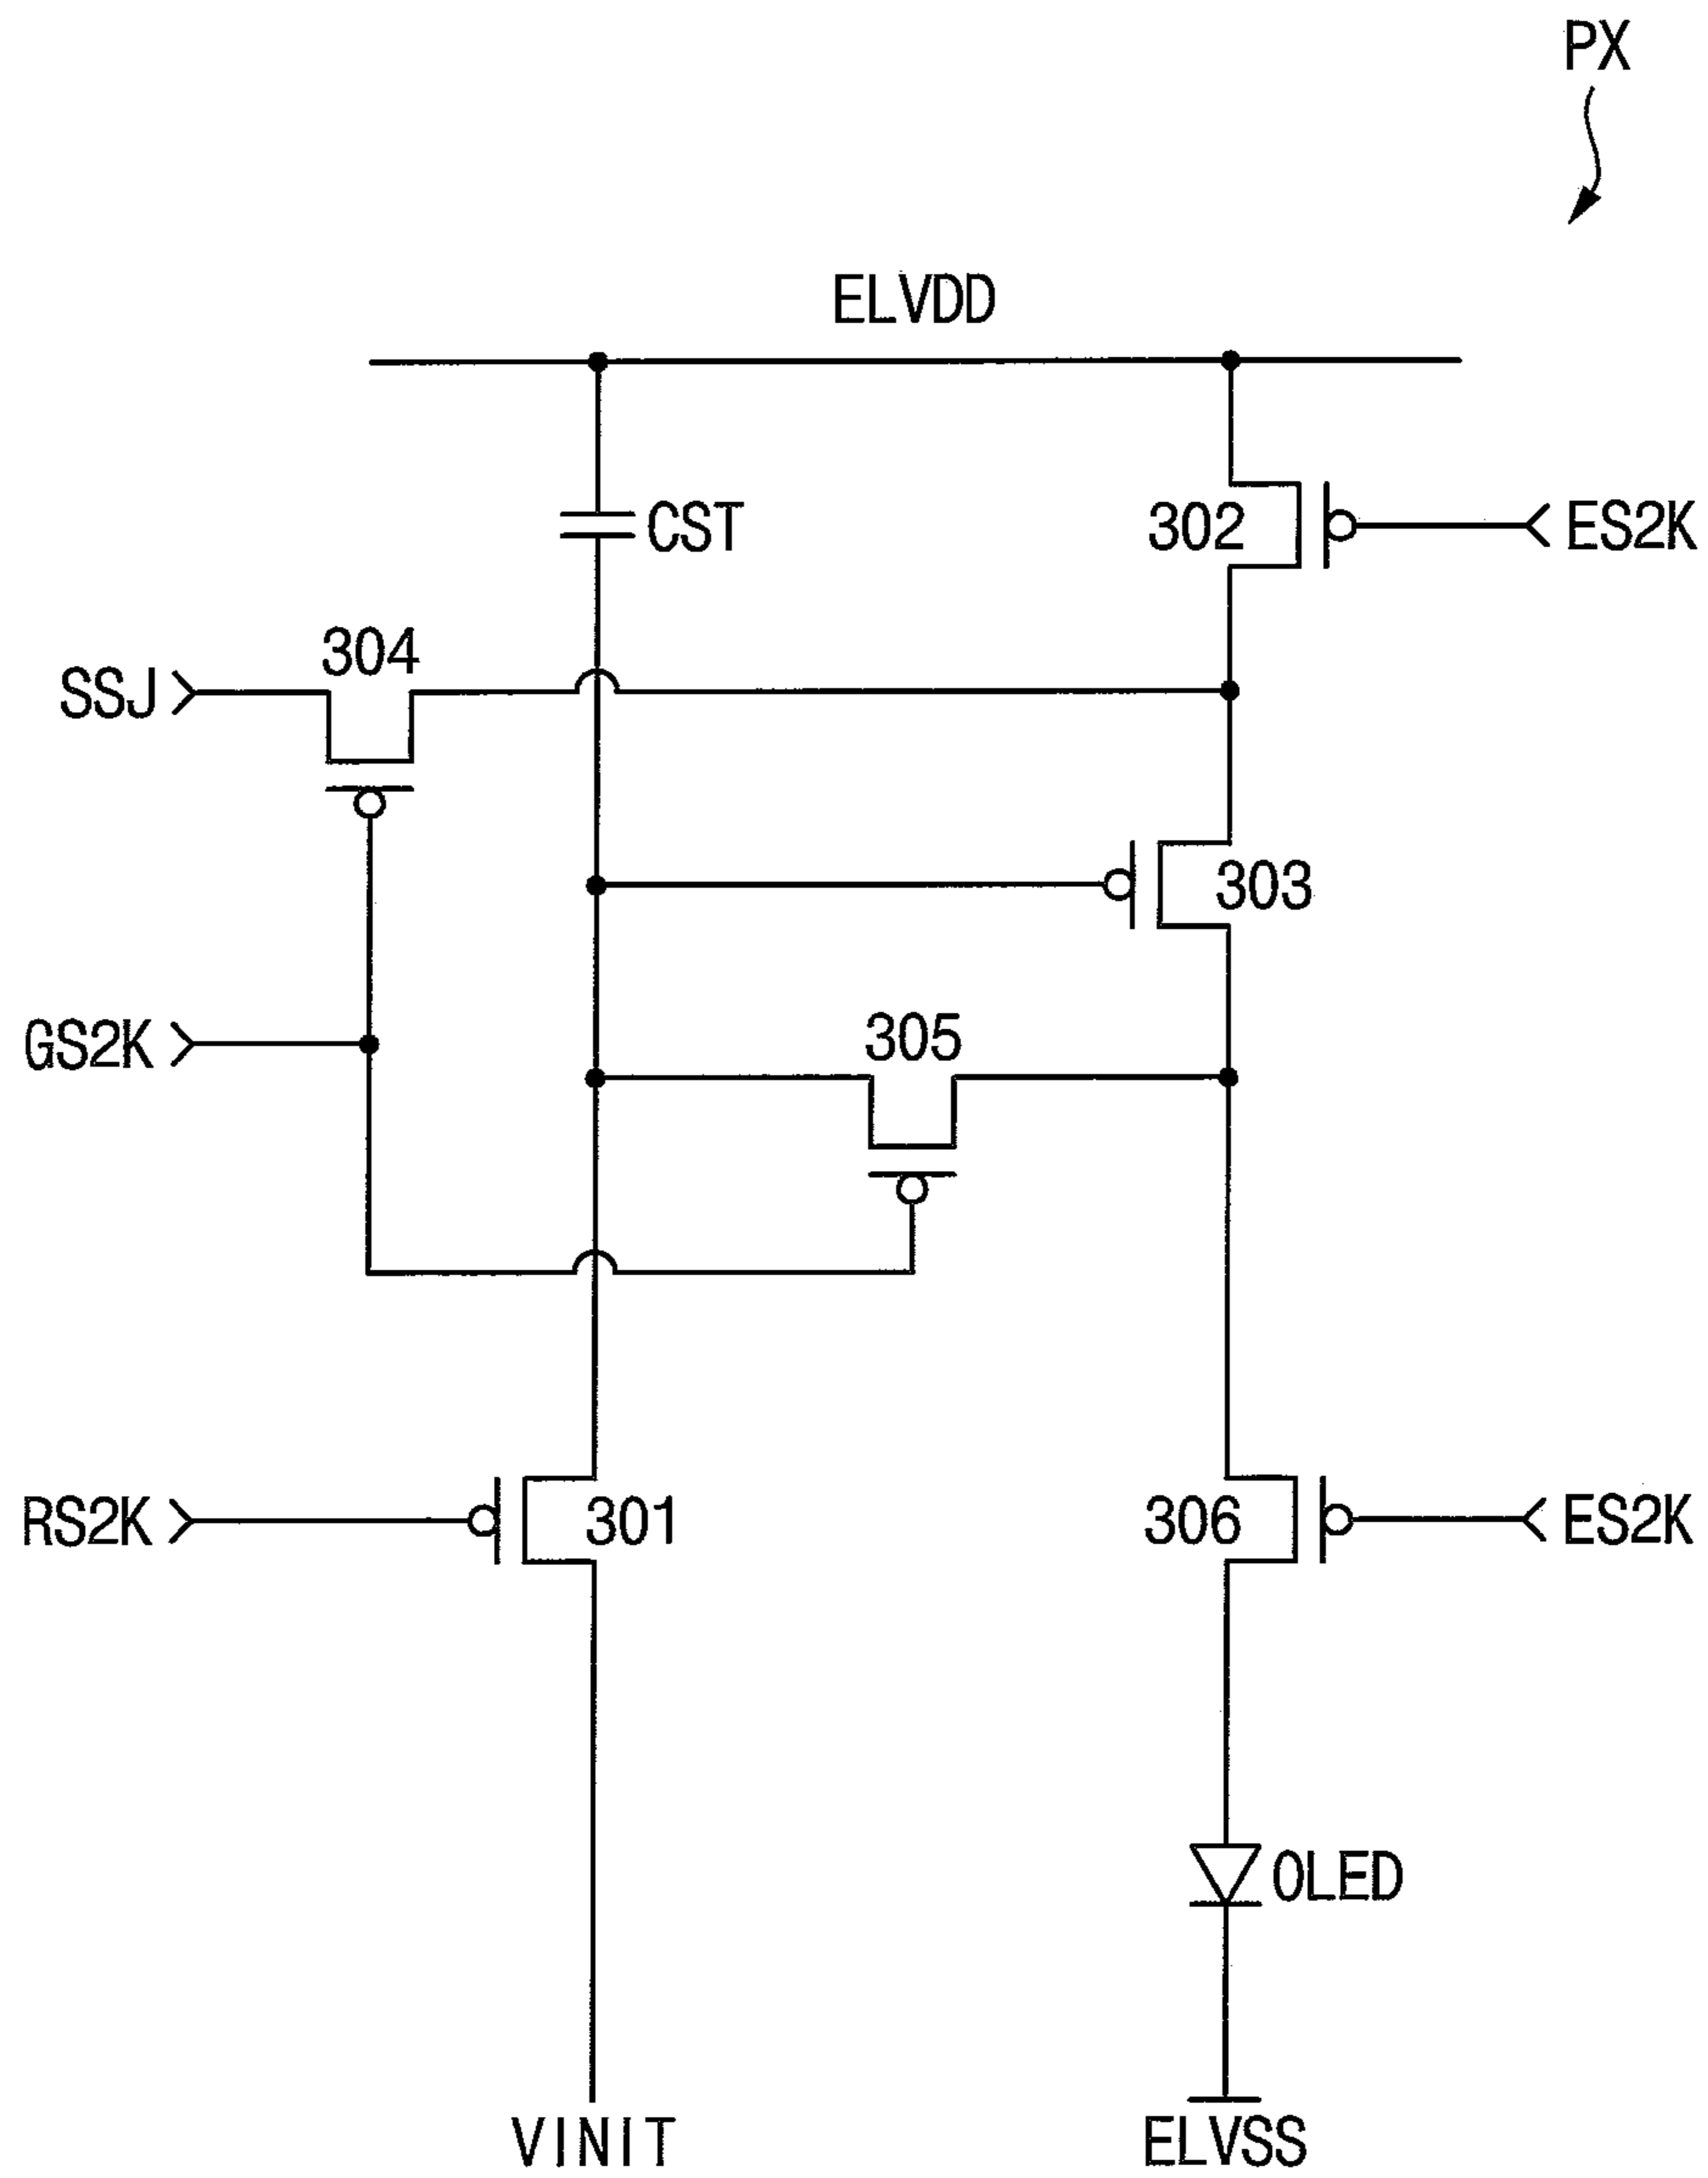 PX
ELVDD
CST
302
ES2K
304
SSJ
303
GS2K
305
RS2K
301
306
ES2K
OLED
VINIT
ELVSS